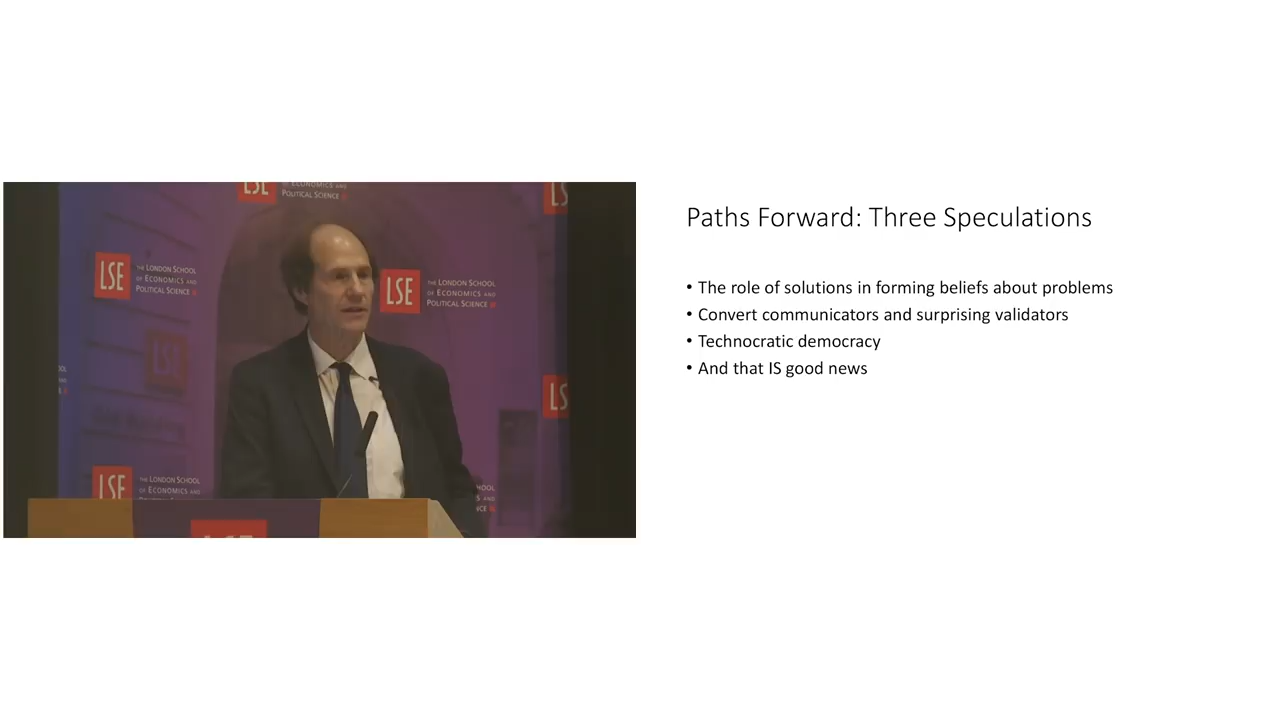 LSE
OF ECONOMICS AND
POLITICAL SCIENCE
LS
LSE
THE LONDON SCHOOL
OF ECONOMICS AND
POLITICAL SCIENCE
LSE
THE LONDON SCHOOL
OF ECONOMICS AND
POLITICAL SCIENCE
LS
LSE
THE LONDON SCHOOL
OF ECONOMICS AND
LSE
Paths Forward: Three Speculations
• The role of solutions in forming beliefs about problems
• Convert communicators and surprising validators
• Technocratic democracy
• And that IS good news